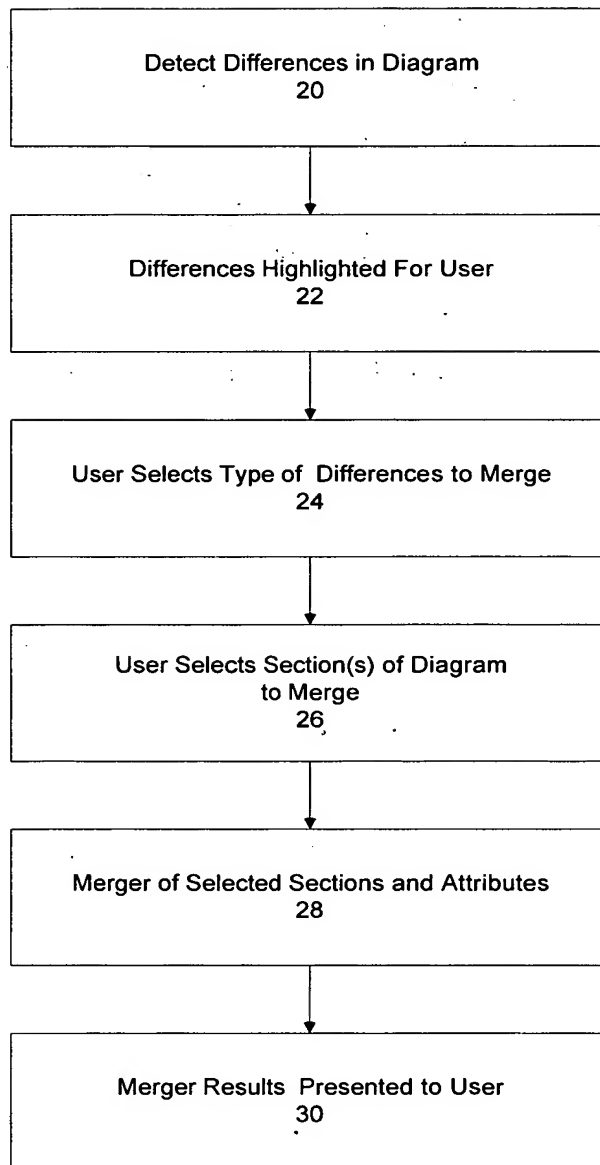 Detect Differences in Diagram
20
Differences Highlighted For User
22
User Selects Type of Differences to Merge
24
User Selects Section(s) of Diagram
to Merge
26
Merger of Selected Sections and Attributes
28
Merger Results Presented to User
30